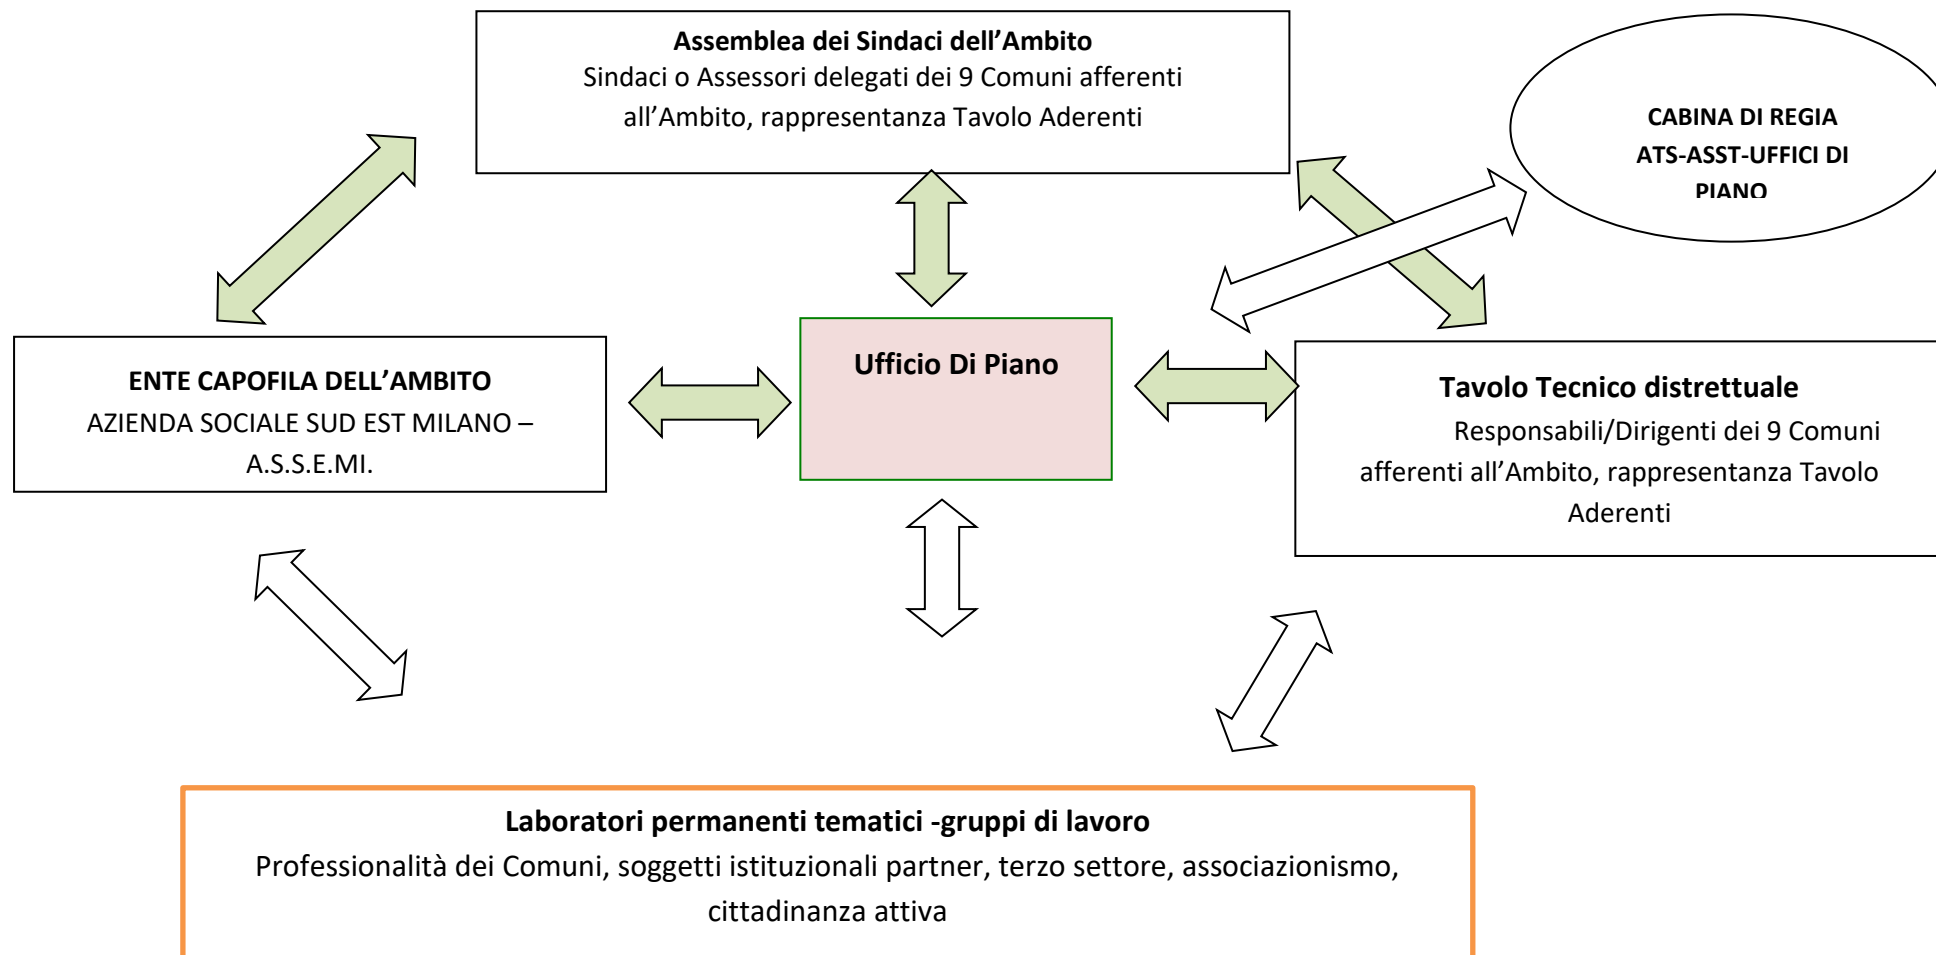 Assemblea dei Sindaci dell’Ambito
Sindaci o Assessori delegati dei 9 Comuni afferenti
all’Ambito, rappresentanza Tavolo Aderenti
CABINA DI REGIA
ATS-ASST-UFFICI DI
PIANO
ENTE CAPOFILA DELL’AMBITO
AZIENDA SOCIALE SUD EST MILANO –
A.S.S.E.MI.
Ufficio Di Piano
Tavolo Tecnico distrettuale
Responsabili/Dirigenti dei 9 Comuni
afferenti all’Ambito, rappresentanza Tavolo
Aderenti
Laboratori permanenti tematici -gruppi di lavoro
Professionalità dei Comuni, soggetti istituzionali partner, terzo settore, associazionismo,
cittadinanza attiva